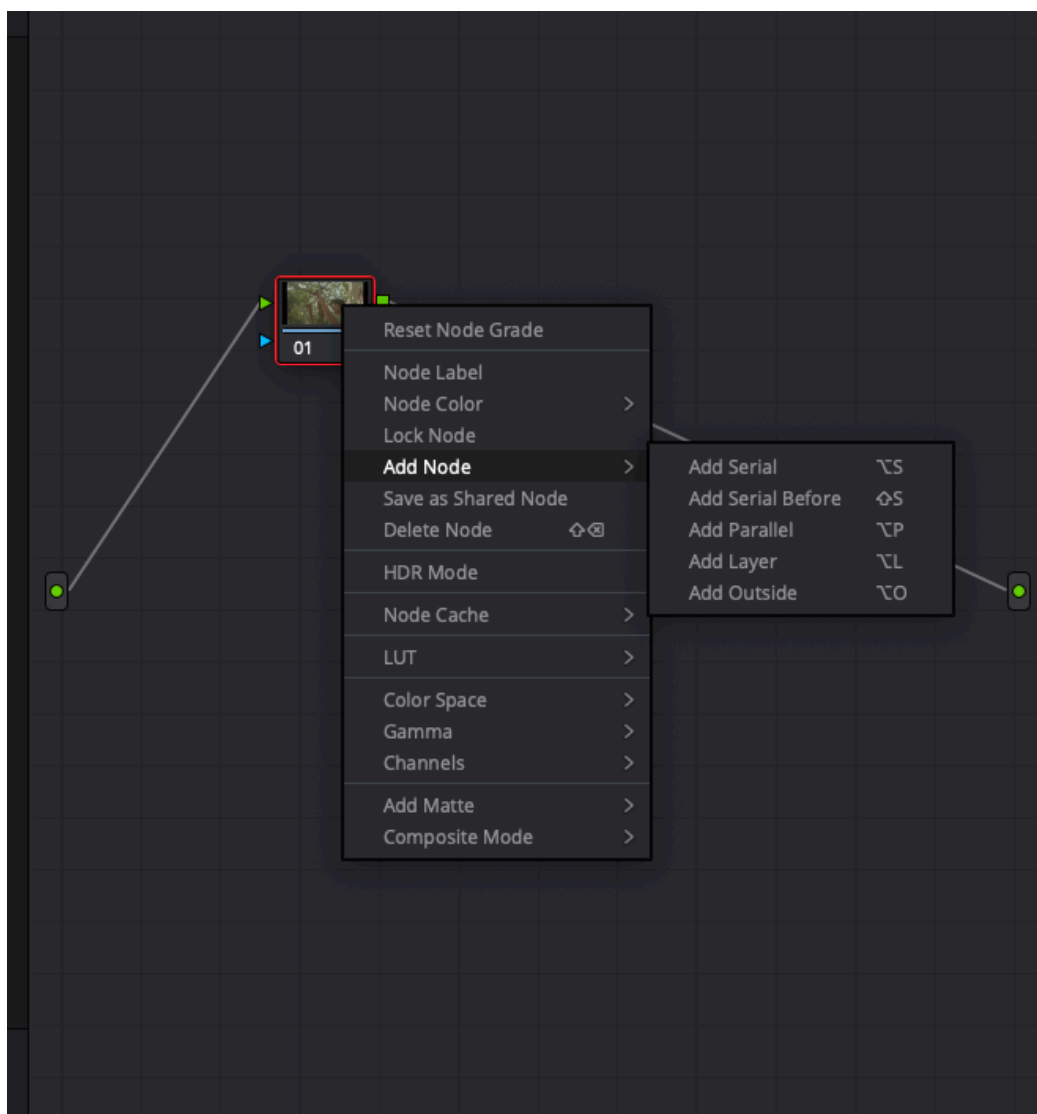 01
Reset Node Grade
Node Label
Node Color >
Lock Node
Add Node >
Save as Shared Node
Delete Node ⇧⌫
HDR Mode
Node Cache >
LUT >
Color Space >
Gamma >
Channels >
Add Matte >
Composite Mode >
Add Serial ⌥S
Add Serial Before ⇧S
Add Parallel ⌥P
Add Layer ⌥L
Add Outside ⌥O